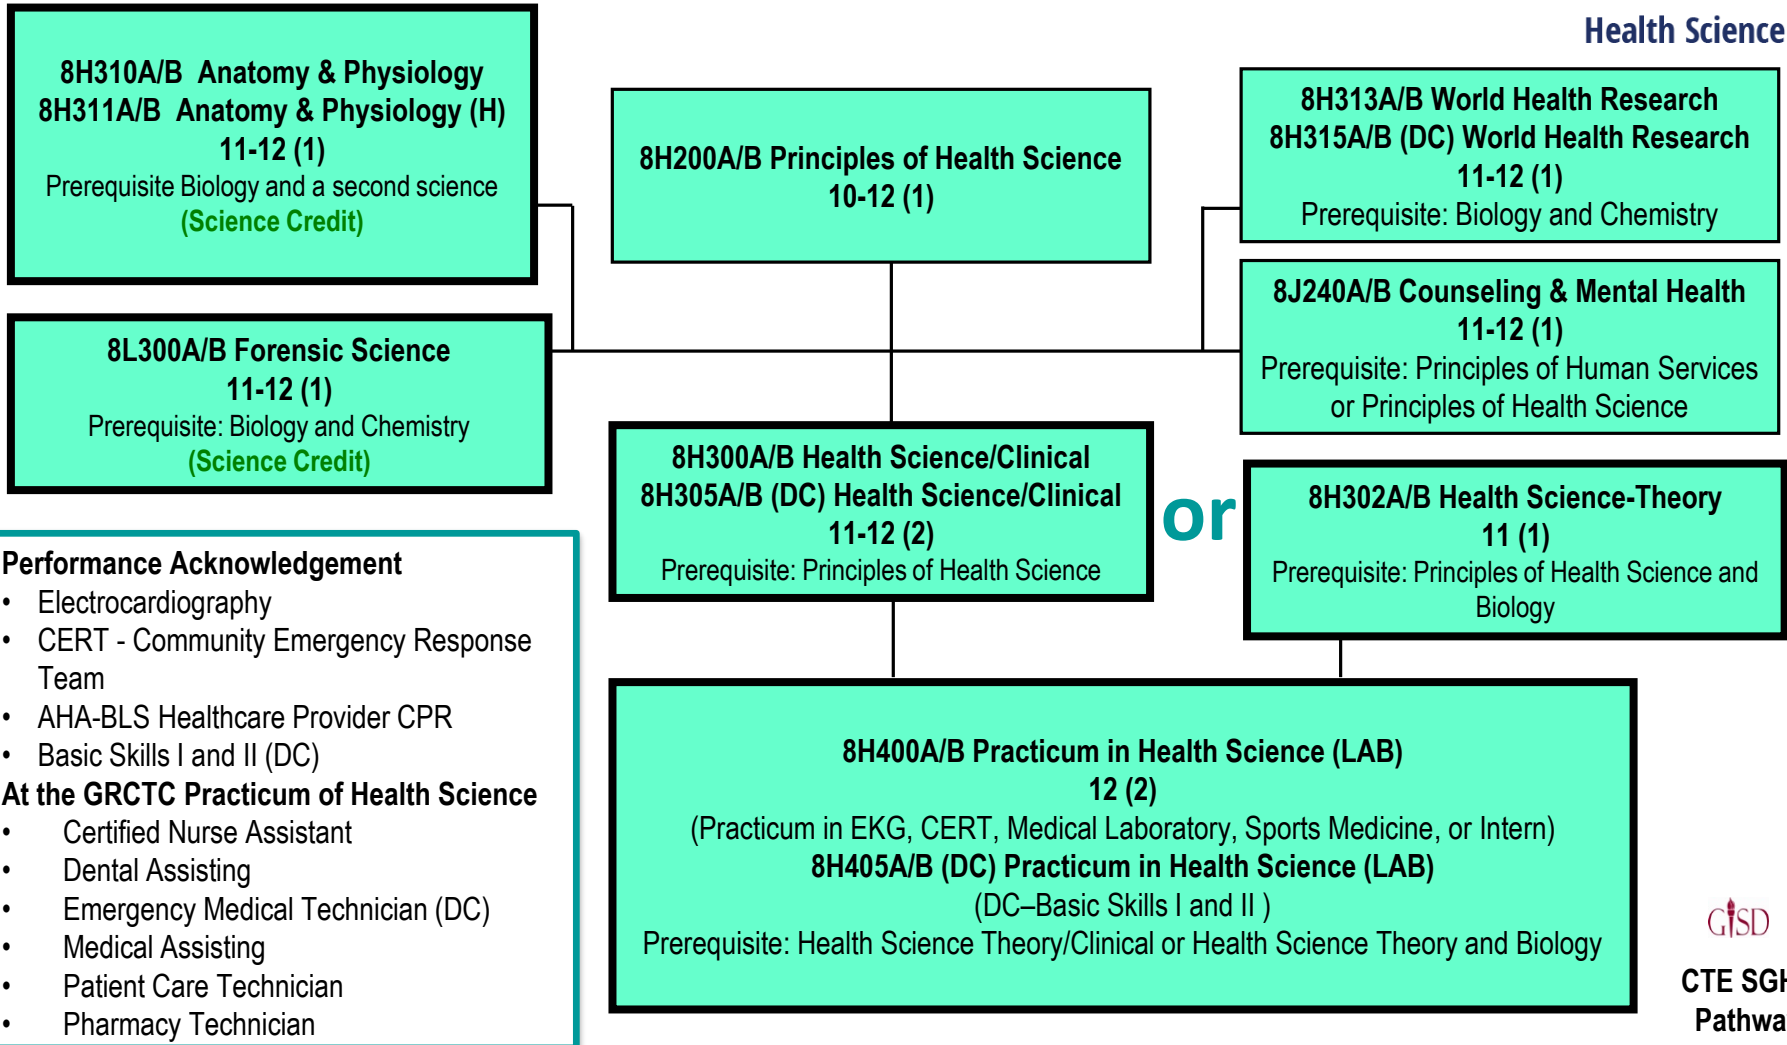 Health Science
8H310A/B Anatomy & Physiology
8H311A/B Anatomy & Physiology (H)
11-12 (1)
Prerequisite Biology and a second science
(Science Credit)
8H200A/B Principles of Health Science
10-12 (1)
8H313A/B World Health Research
8H315A/B (DC) World Health Research
11-12 (1)
Prerequisite: Biology and Chemistry
8J240A/B Counseling & Mental Health
11-12 (1)
Prerequisite: Principles of Human Services
or Principles of Health Science
8L300A/B Forensic Science
11-12 (1)
Prerequisite: Biology and Chemistry
(Science Credit)
8H300A/B Health Science/Clinical
8H305A/B (DC) Health Science/Clinical
11-12 (2)
Prerequisite: Principles of Health Science
or
8H302A/B Health Science-Theory
11 (1)
Prerequisite: Principles of Health Science and
Biology
Performance Acknowledgement
• Electrocardiography
• CERT - Community Emergency Response
Team
• AHA-BLS Healthcare Provider CPR
• Basic Skills I and II (DC)
At the GRCTC Practicum of Health Science
• Certified Nurse Assistant
• Dental Assisting
• Emergency Medical Technician (DC)
• Medical Assisting
• Patient Care Technician
• Pharmacy Technician
8H400A/B Practicum in Health Science (LAB)
12 (2)
(Practicum in EKG, CERT, Medical Laboratory, Sports Medicine, or Intern)
8H405A/B (DC) Practicum in Health Science (LAB)
(DC–Basic Skills I and II )
Prerequisite: Health Science Theory/Clinical or Health Science Theory and Biology
GISD
CTE SGH
Pathwa